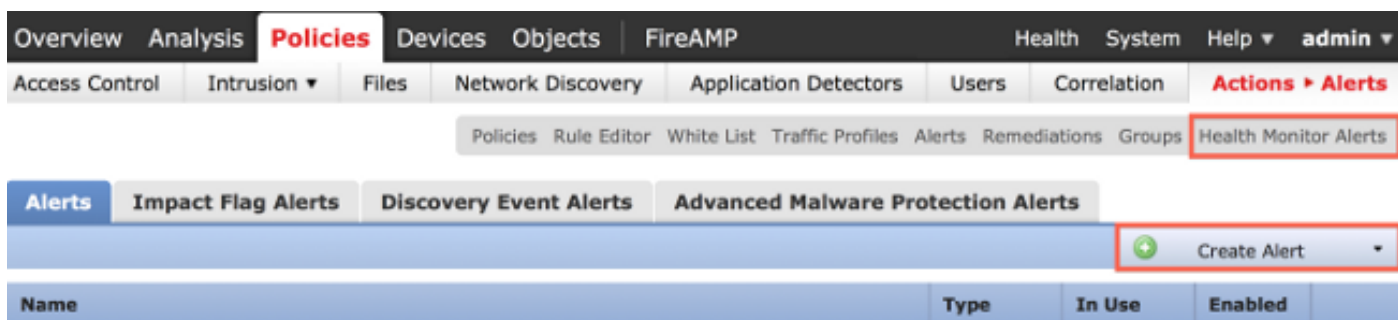 Overview Analysis Policies Devices Objects FireAMP Health System Help ▾ admin ▾
Access Control Intrusion ▾ Files Network Discovery Application Detectors Users Correlation Actions ▸ Alerts
Policies Rule Editor White List Traffic Profiles Alerts Remediations Groups Health Monitor Alerts
Alerts Impact Flag Alerts Discovery Event Alerts Advanced Malware Protection Alerts
Create Alert
Name Type In Use Enabled